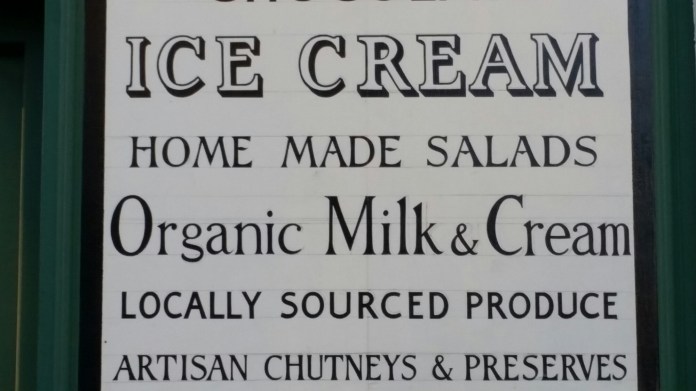 ICE CREAM
HOME MADE SALADS
Organic Milk & Cream
LOCALLY SOURCED PRODUCE
ARTISAN CHUTNEYS & PRESERVES